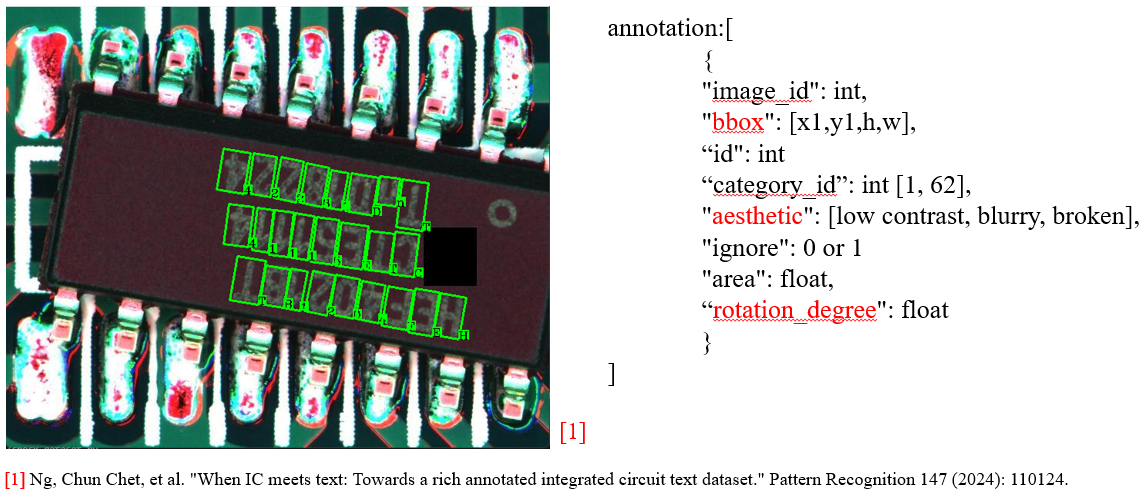 annotation:[
{
"image_id": int,
"bbox": [x1,y1,h,w],
“id": int
“category_id”: int [1, 62],
"aesthetic": [low contrast, blurry, broken],
"ignore": 0 or 1
"area": float,
“rotation_degree": float
}
]
[1]
[1] Ng, Chun Chet, et al. "When IC meets text: Towards a rich annotated integrated circuit text dataset." Pattern Recognition 147 (2024): 110124.